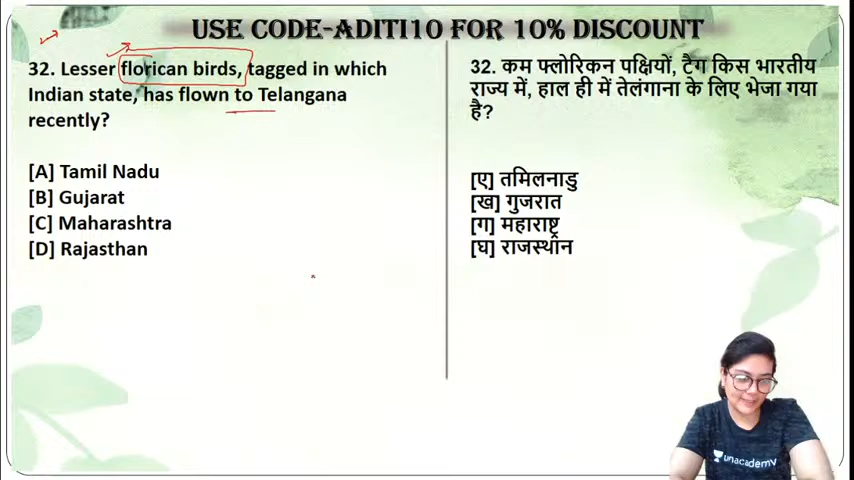 USE CODE-ADITI10 FOR 10% DISCOUNT
32. Lesser florican birds, tagged in which
Indian state, has flown to Telangana
recently?
[A] Tamil Nadu
[B] Gujarat
[C] Maharashtra
[D] Rajasthan
32. कम फ्लोरिकन पक्षियों, टैग किस भारतीय
राज्य में, हाल ही में तेलंगाना के लिए भेजा गया
है?
[ए] तमिलनाडु
[ख] गुजरात
[ग] महाराष्ट्र
[घ] राजस्थान
unacademy